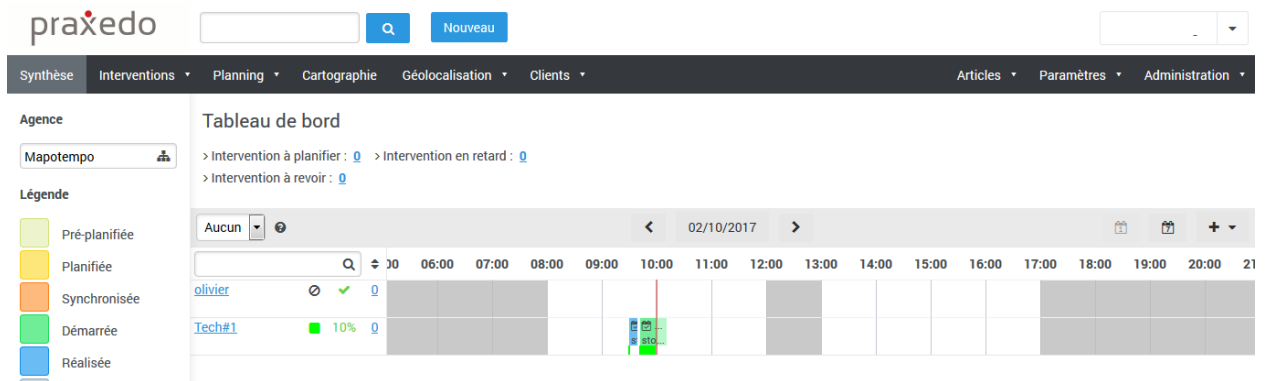 praxedo
Nouveau
Synthèse Interventions Planning Cartographie Géolocalisation Clients Articles Paramètres Administration
Agence
Mapotempo
Légende
Pré-planifiée
Planifiée
Synchronisée
Démarrée
Réalisée
Tableau de bord
> Intervention à planifier : 0 > Intervention en retard : 0
> Intervention à revoir : 0
Aucun 02/10/2017
06:00 07:00 08:00 09:00 10:00 11:00 12:00 13:00 14:00 15:00 16:00 17:00 18:00 19:00 20:00 21
olivier 0
Tech#1 10% 0
...
s sto...